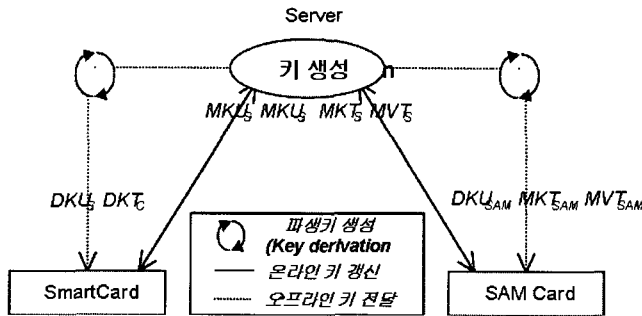 Server
키 생성n
MKU_S MKU_S MKT_S MVT_S
DKU_S DKT_C
DKU_SAM MKT_SAM MVT_SAM
파생키 생성
(Key derivation
온라인 키 갱신
오프라인 키 전달
SmartCard
SAM Card